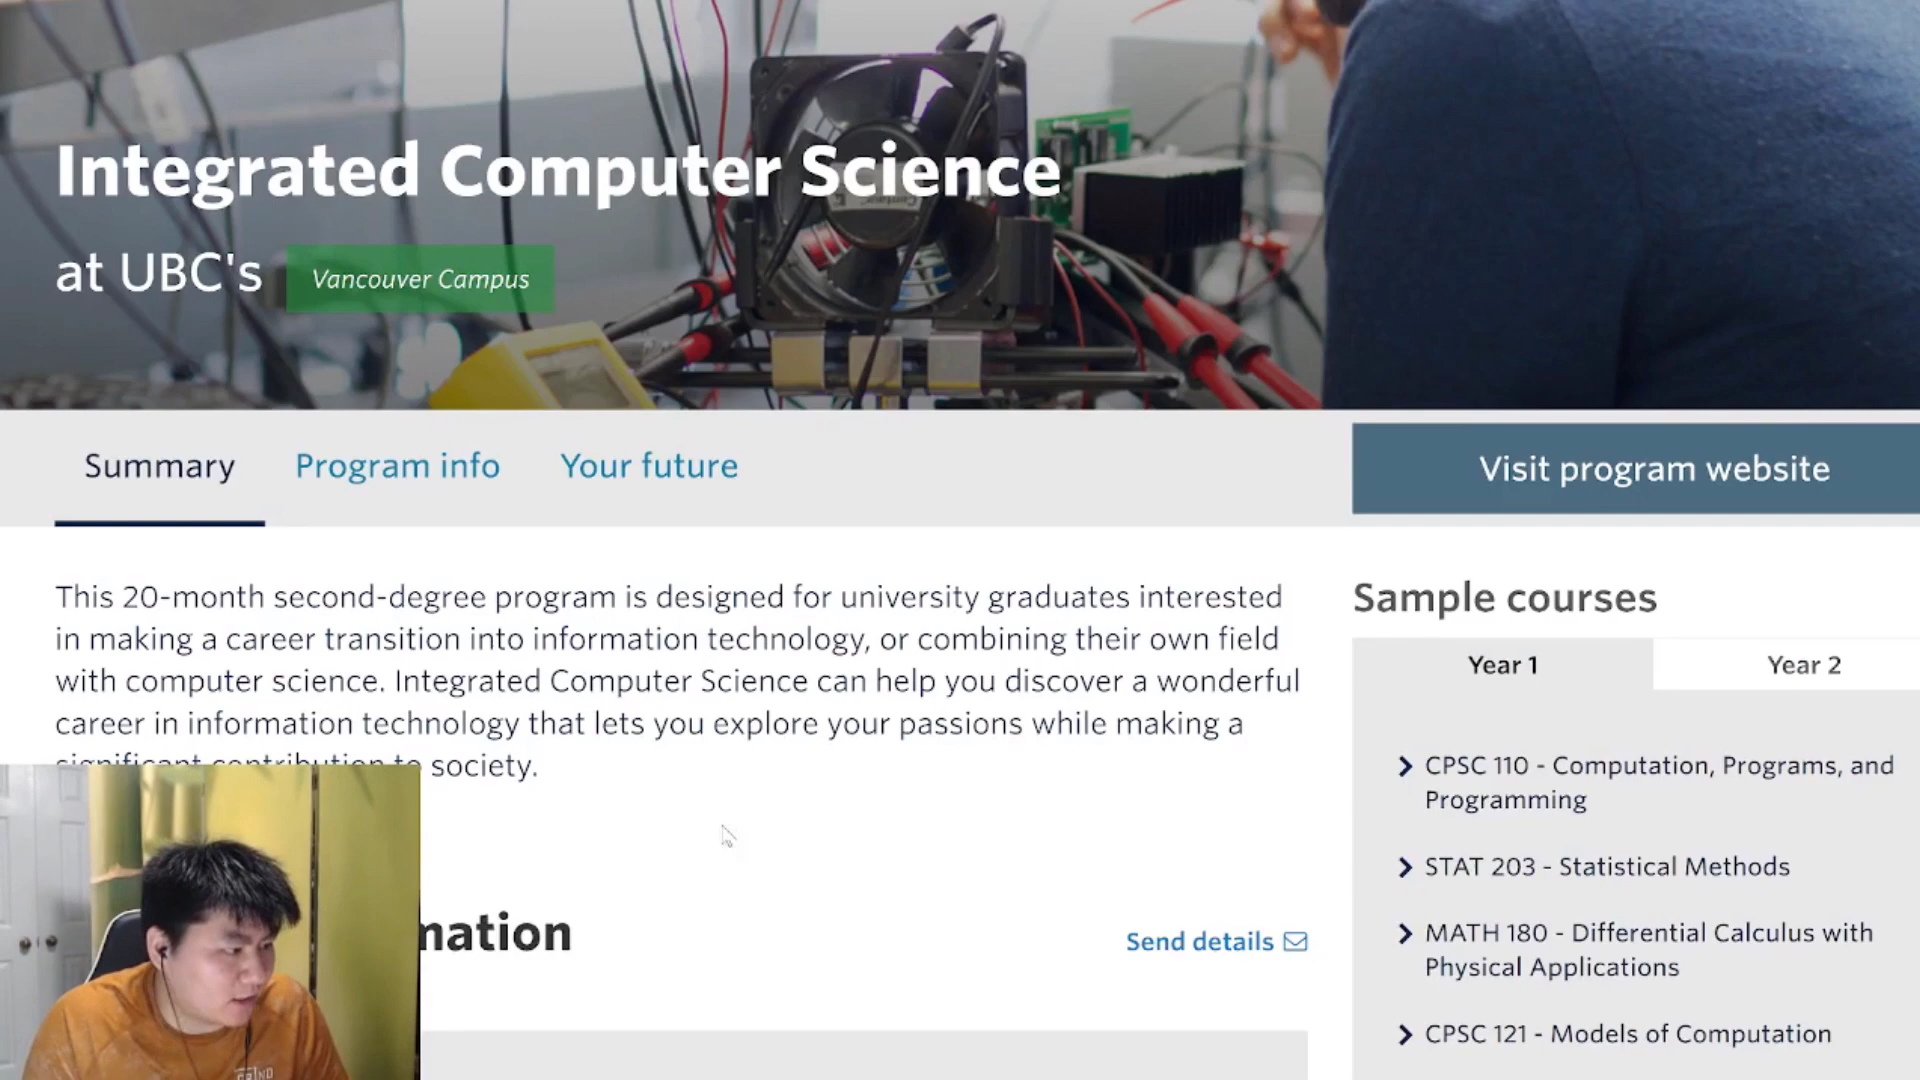 Integrated Computer Science
at UBC's
Vancouver Campus
Summary
Program info
Your future
Visit program website
This 20-month second-degree program is designed for university graduates interested
in making a career transition into information technology, or combining their own field
with computer science. Integrated Computer Science can help you discover a wonderful
career in information technology that lets you explore your passions while making a
significant contribution to society.
mation
Send details
Sample courses
Year 1
Year 2
CPSC 110 - Computation, Programs, and
Programming
STAT 203 - Statistical Methods
MATH 180 - Differential Calculus with
Physical Applications
CPSC 121 - Models of Computation